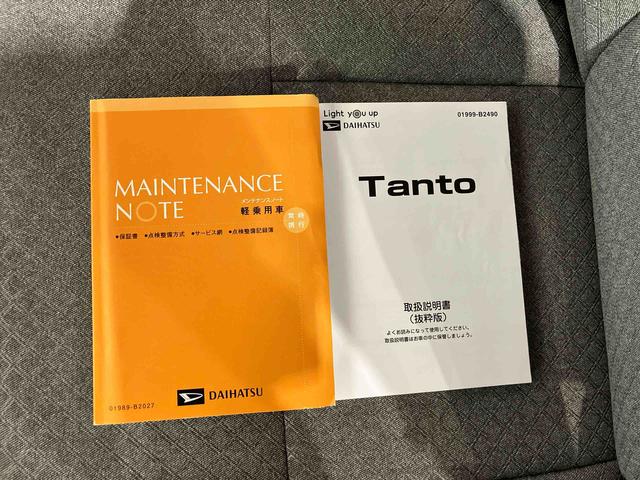 MAINTENANCE
NOTE
メンテナンスノート
軽乗用車
常時
携行
●保証書 ●点検整備方式 ●サービス網 ●点検整備記録簿
01989-B2027
DAIHATSU
Light you up
DAIHATSU
01999-B2490
Tanto
取扱説明書
(抜粋版)
よくお読みになって使用してください。
取扱説明書はお車の中に保管しましょう。